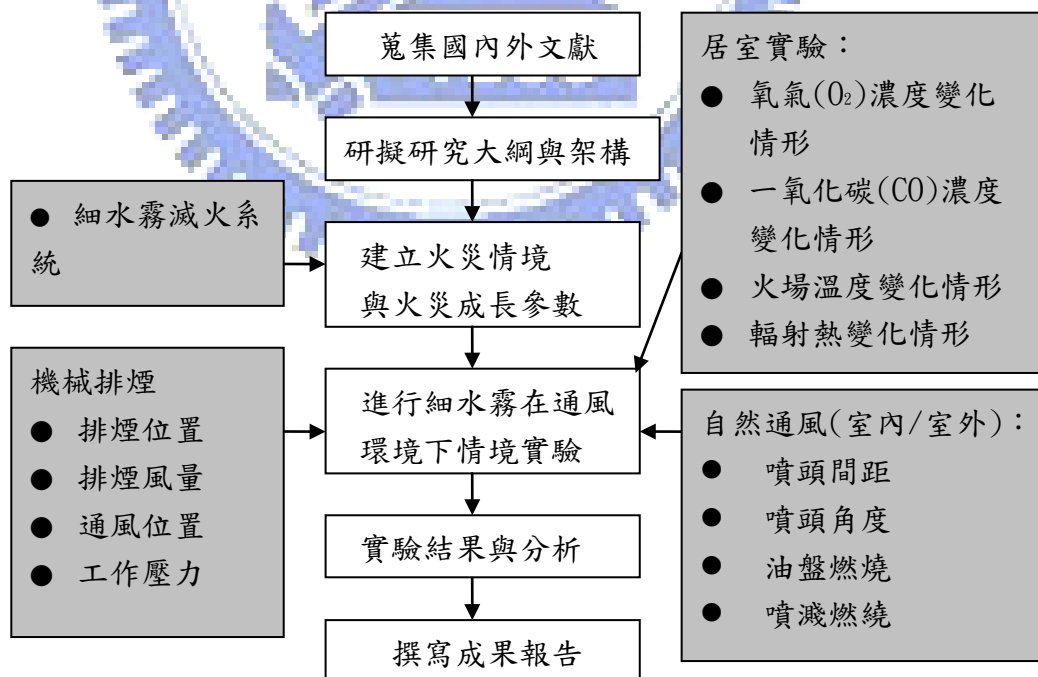 蒐集國內外文獻
研擬研究大綱與架構
● 細水霧滅火系
統
建立火災情境
與火災成長參數
居室實驗：
● 氧氣(O₂)濃度變化
情形
● 一氧化碳(CO)濃度
變化情形
● 火場溫度變化情形
● 輻射熱變化情形
機械排煙
● 排煙位置
● 排煙風量
● 通風位置
● 工作壓力
進行細水霧在通風
環境下情境實驗
自然通風(室內/室外)：
● 噴頭間距
● 噴頭角度
● 油盤燃燒
● 噴濺燃繞
實驗結果與分析
撰寫成果報告